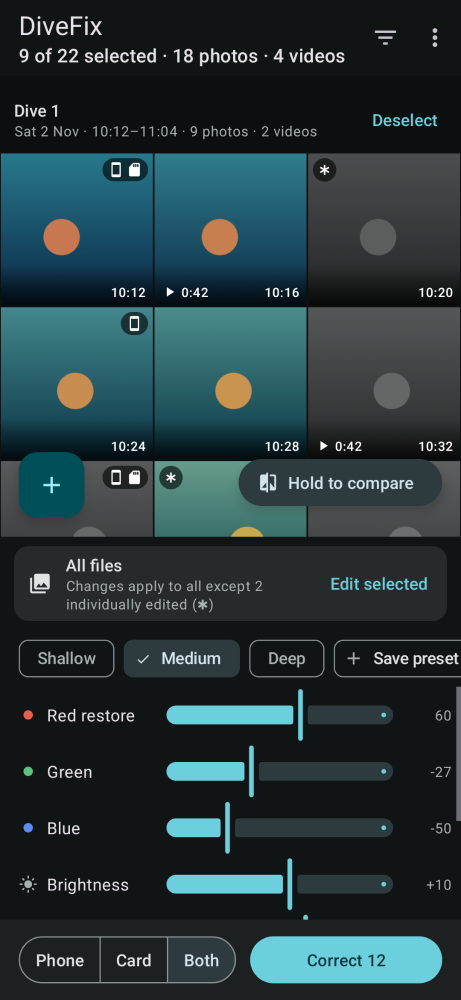 DiveFix
9 of 22 selected · 18 photos · 4 videos
Dive 1
Sat 2 Nov · 10:12–11:04 · 9 photos · 2 videos
Deselect
10:12
0:42
10:16
10:20
10:24
10:28
0:42
10:32
+
Hold to compare
All files
Changes apply to all except 2
individually edited (✱)
Edit selected
Shallow
Medium
Deep
+ Save preset
Red restore
60
Green
-27
Blue
-50
Brightness
+10
Phone
Card
Both
Correct 12